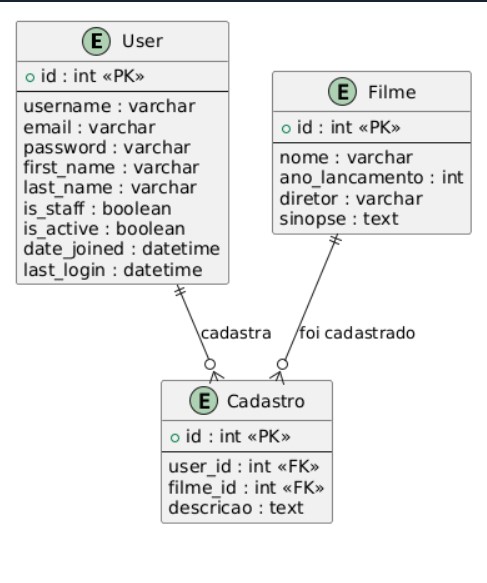 E User
id : int «PK»
username : varchar
email : varchar
password : varchar
first_name : varchar
last_name : varchar
is_staff : boolean
is_active : boolean
date_joined : datetime
last_login : datetime
E Filme
id : int «PK»
nome : varchar
ano_lancamento : int
diretor : varchar
sinopse : text
cadastra
foi cadastrado
E Cadastro
id : int «PK»
user_id : int «FK»
filme_id : int «FK»
descricao : text